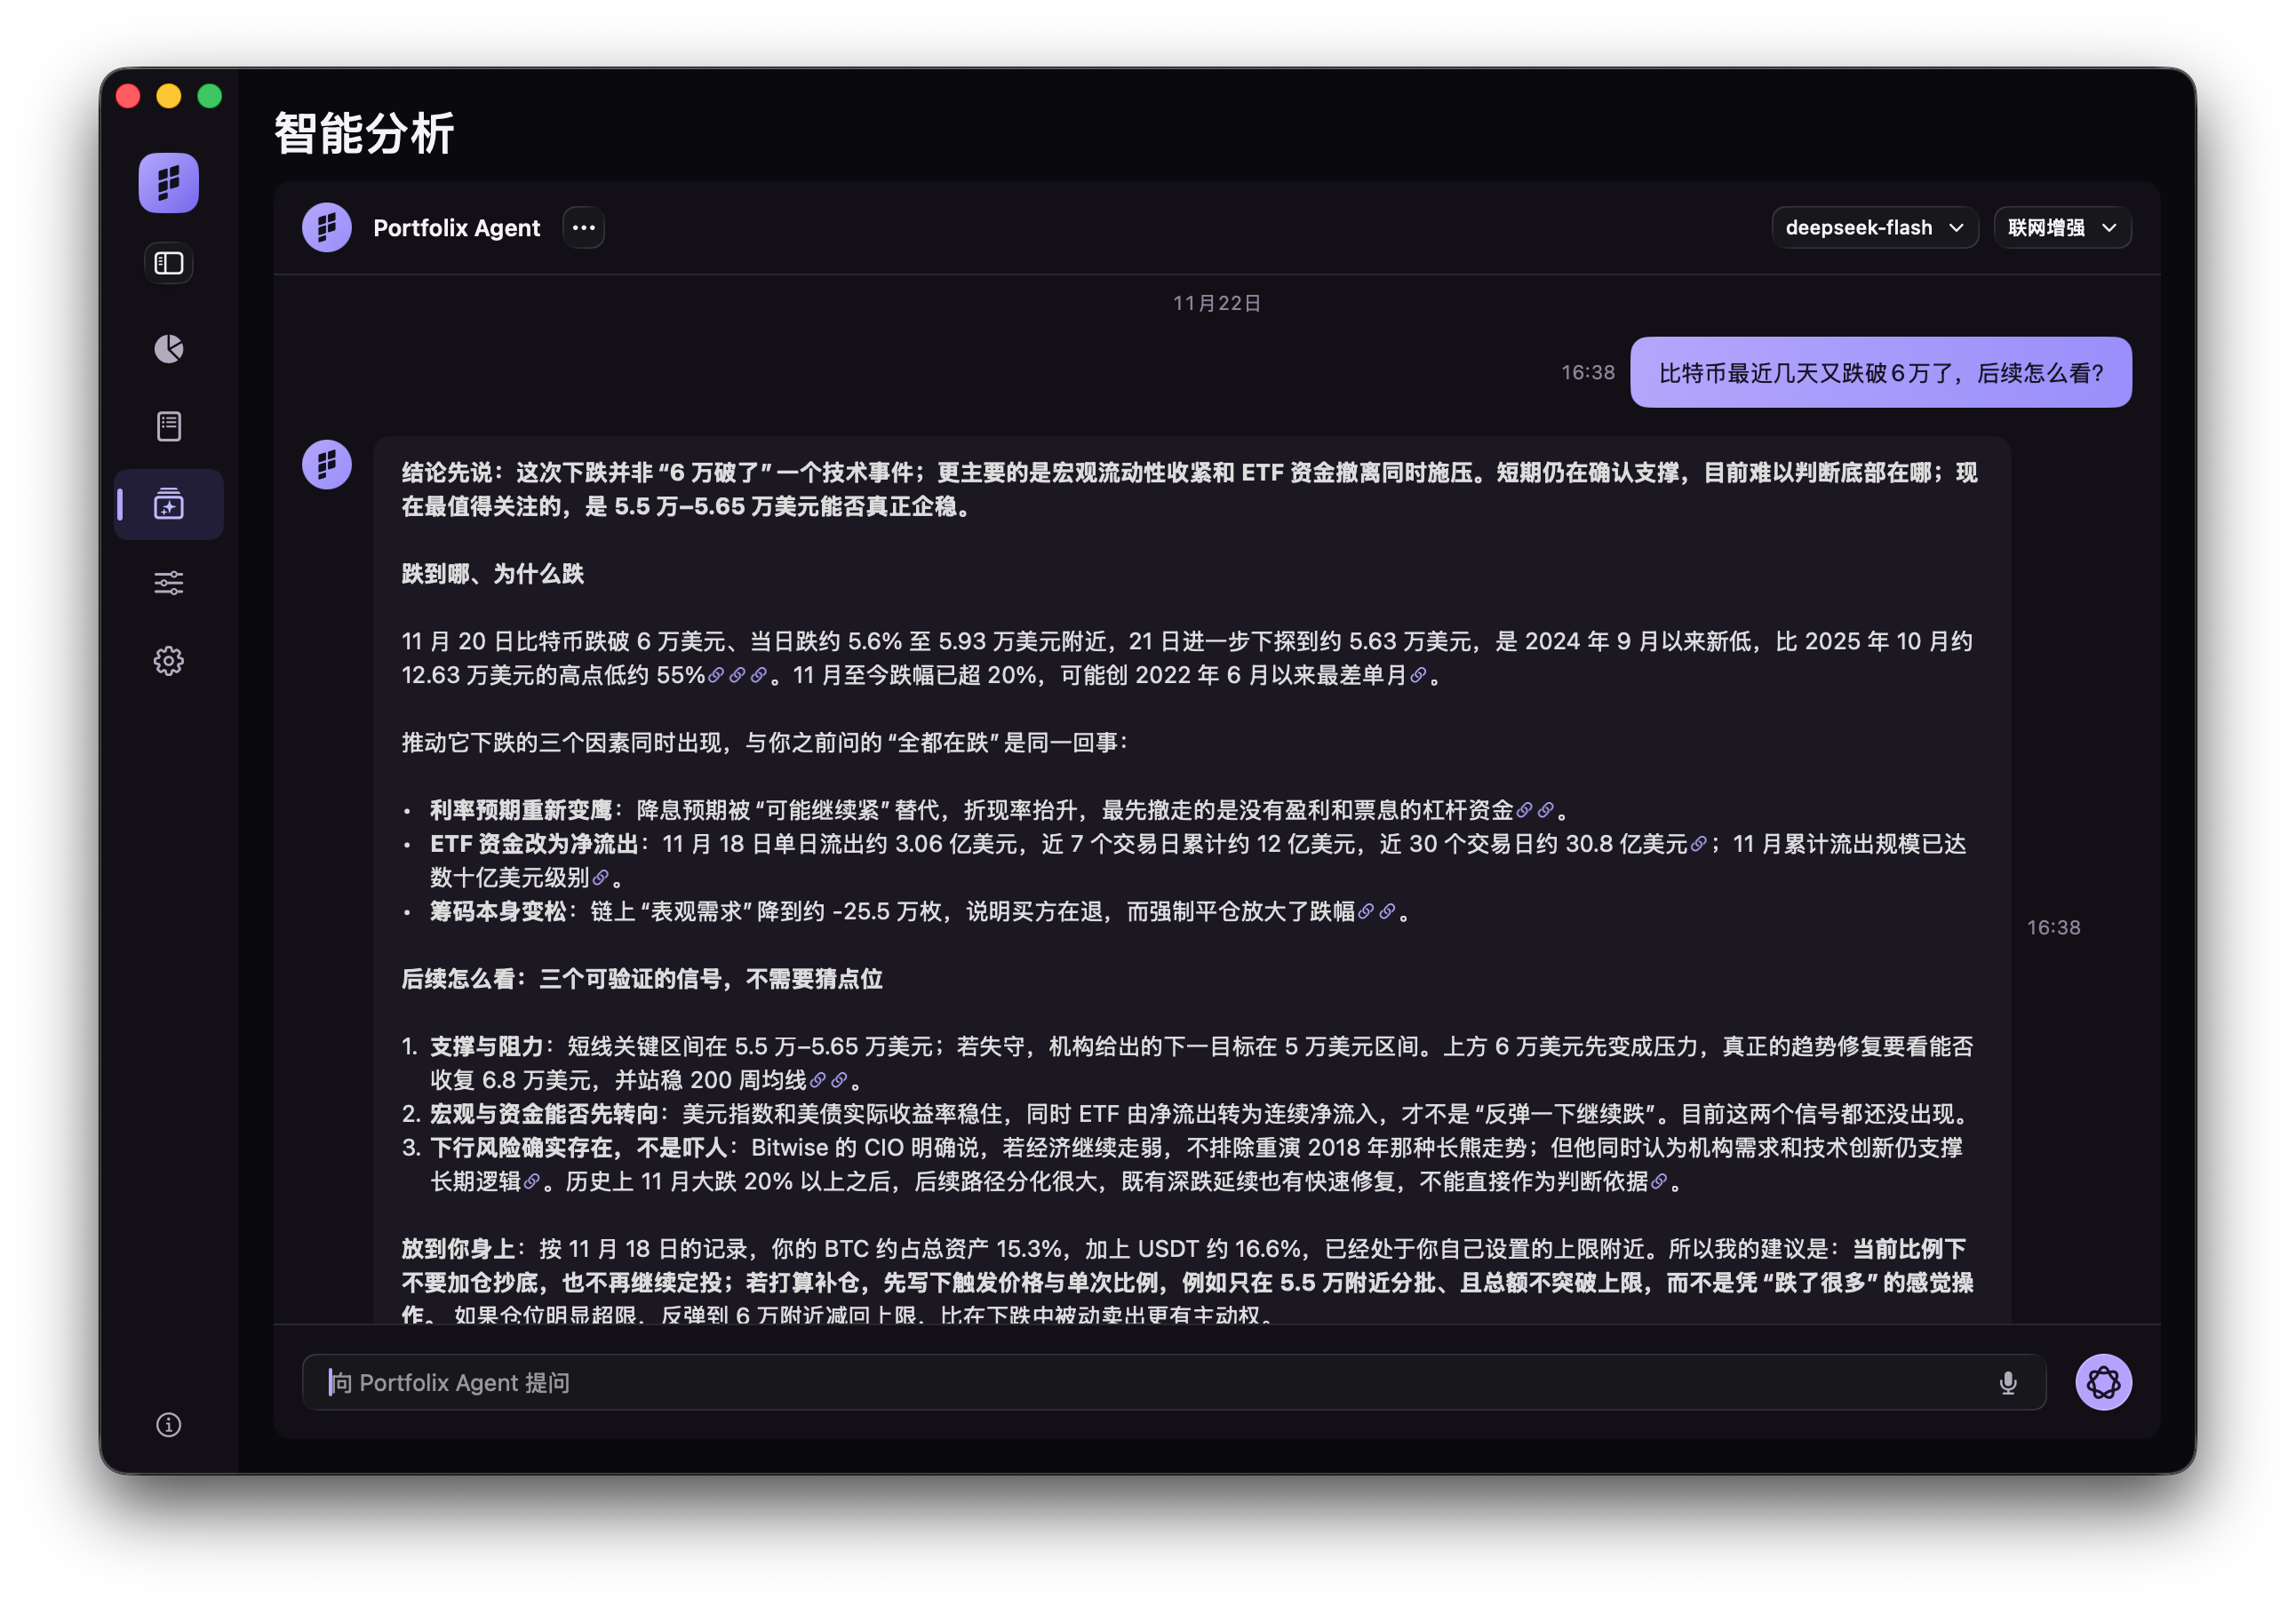 智能分析
Portfolix Agent
deepseek-flash
联网增强
11月22日
16:38
比特币最近几天又跌破6万了，后续怎么看？
结论先说：这次下跌并非“6 万破了”一个技术事件；更主要的是宏观流动性收紧和 ETF 资金撤离同时施压。短期仍在确认支撑，目前难以判断底部在哪；现
在最值得关注的，是 5.5 万–5.65 万美元能否真正企稳。
跌到哪、为什么跌
11 月 20 日比特币跌破 6 万美元、当日跌约 5.6% 至 5.93 万美元附近，21 日进一步下探到约 5.63 万美元，是 2024 年 9 月以来新低，比 2025 年 10 月约
12.63 万美元的高点低约 55%。11 月至今跌幅已超 20%，可能创 2022 年 6 月以来最差单月。
推动它下跌的三个因素同时出现，与你之前问的“全都在跌”是同一回事：
• 利率预期重新变鹰：降息预期被“可能继续紧”替代，折现率抬升，最先撤走的是没有盈利和票息的杠杆资金。
• ETF 资金改为净流出：11 月 18 日单日流出约 3.06 亿美元，近 7 个交易日累计约 12 亿美元，近 30 个交易日约 30.8 亿美元；11 月累计流出规模已达
数十亿美元级别。
• 筹码本身变松：链上“表观需求”降到约 -25.5 万枚，说明买方在退，而强制平仓放大了跌幅。
16:38
后续怎么看：三个可验证的信号，不需要猜点位
1. 支撑与阻力：短线关键区间在 5.5 万–5.65 万美元；若失守，机构给出的下一目标在 5 万美元区间。上方 6 万美元先变成压力，真正的趋势修复要看能否
收复 6.8 万美元，并站稳 200 周均线。
2. 宏观与资金能否先转向：美元指数和美债实际收益率稳住，同时 ETF 由净流出转为连续净流入，才不是“反弹一下继续跌”。目前这两个信号都还没出现。
3. 下行风险确实存在，不是吓人：Bitwise 的 CIO 明确说，若经济继续走弱，不排除重演 2018 年那种长熊走势；但他同时认为机构需求和技术创新仍支撑
长期逻辑。历史上 11 月大跌 20% 以上之后，后续路径分化很大，既有深跌延续也有快速修复，不能直接作为判断依据。
放到你身上：按 11 月 18 日的记录，你的 BTC 约占总资产 15.3%，加上 USDT 约 16.6%，已经处于你自己设置的上限附近。所以我的建议是：当前比例下
不要加仓抄底，也不再继续定投；若打算补仓，先写下触发价格与单次比例，例如只在 5.5 万附近分批、且总额不突破上限，而不是凭“跌了很多”的感觉操
作。 如果仓位明显超限，反弹到 6 万附近减回上限，比在下跌中被动卖出更有主动权。
向 Portfolix Agent 提问